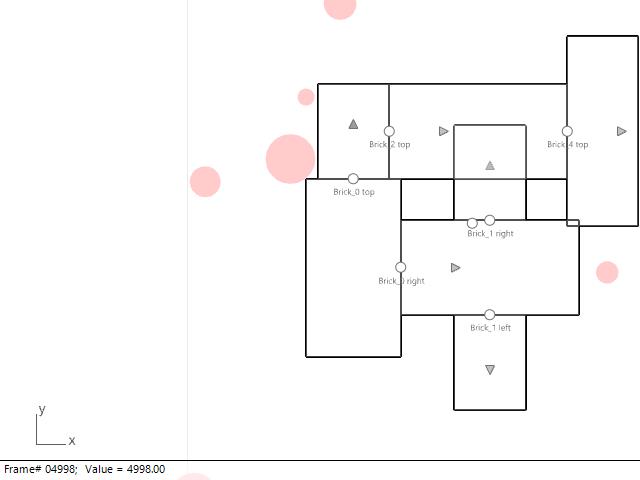 Brick_2 top
Brick_4 top
Brick_0 top
Brick_1 right
Brick_0 right
Brick_1 left
y
x
Frame# 04998; Value = 4998.00